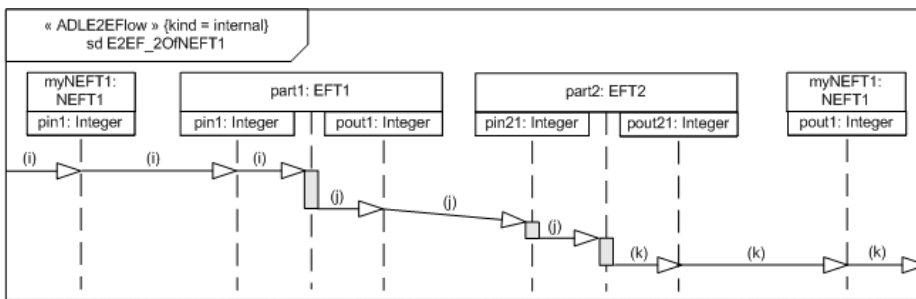 « ADLE2EFlow » {kind = internal}
sd E2EF_2OfNEFT1
myNEFT1:
NEFT1
pin1: Integer
part1: EFT1
pin1: Integer
pout1: Integer
part2: EFT2
pin21: Integer
pout21: Integer
myNEFT1:
NEFT1
pout1: Integer
(i)
(i)
(i)
(j)
(j)
(j)
(k)
(k)
(k)